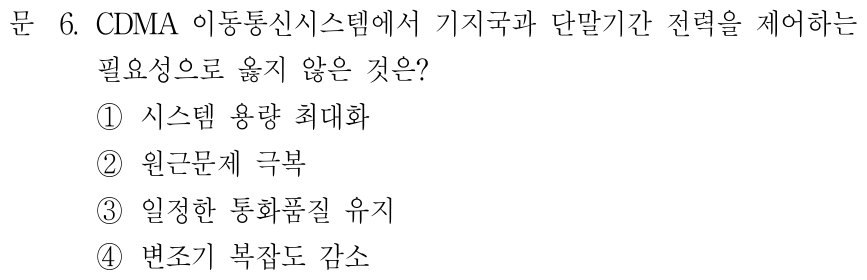 문 6. CDMA 이동통신시스템에서 기지국과 단말기간 전력을 제어하는
필요성으로 옳지 않은 것은?
① 시스템 용량 최대화
② 원근문제 극복
③ 일정한 통화품질 유지
④ 변조기 복잡도 감소